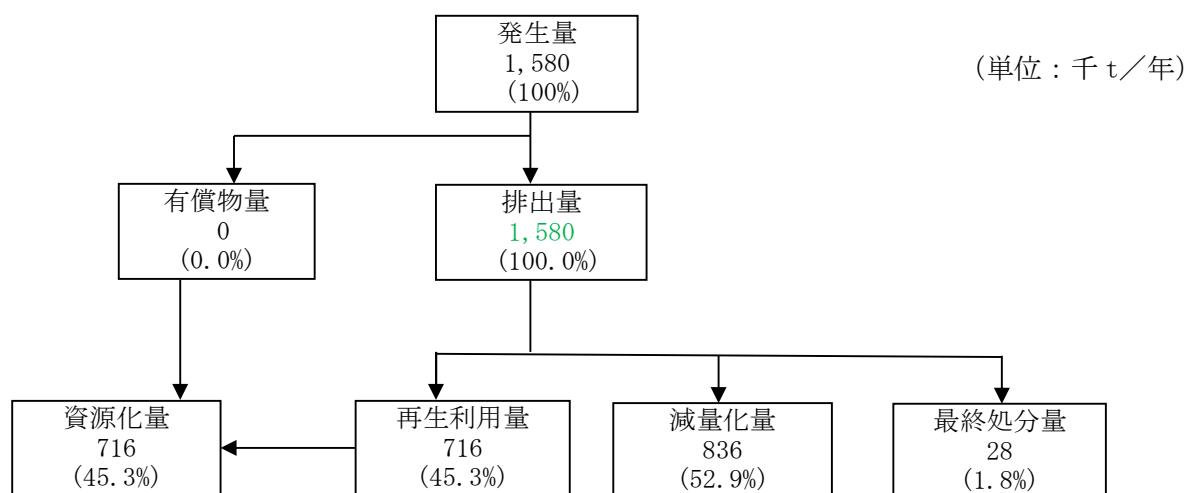 発生量
1,580
(100%)
(単位：千t／年)
有償物量
0
(0.0%)
排出量
1,580
(100.0%)
資源化量
716
(45.3%)
再生利用量
716
(45.3%)
減量化量
836
(52.9%)
最終処分量
28
(1.8%)